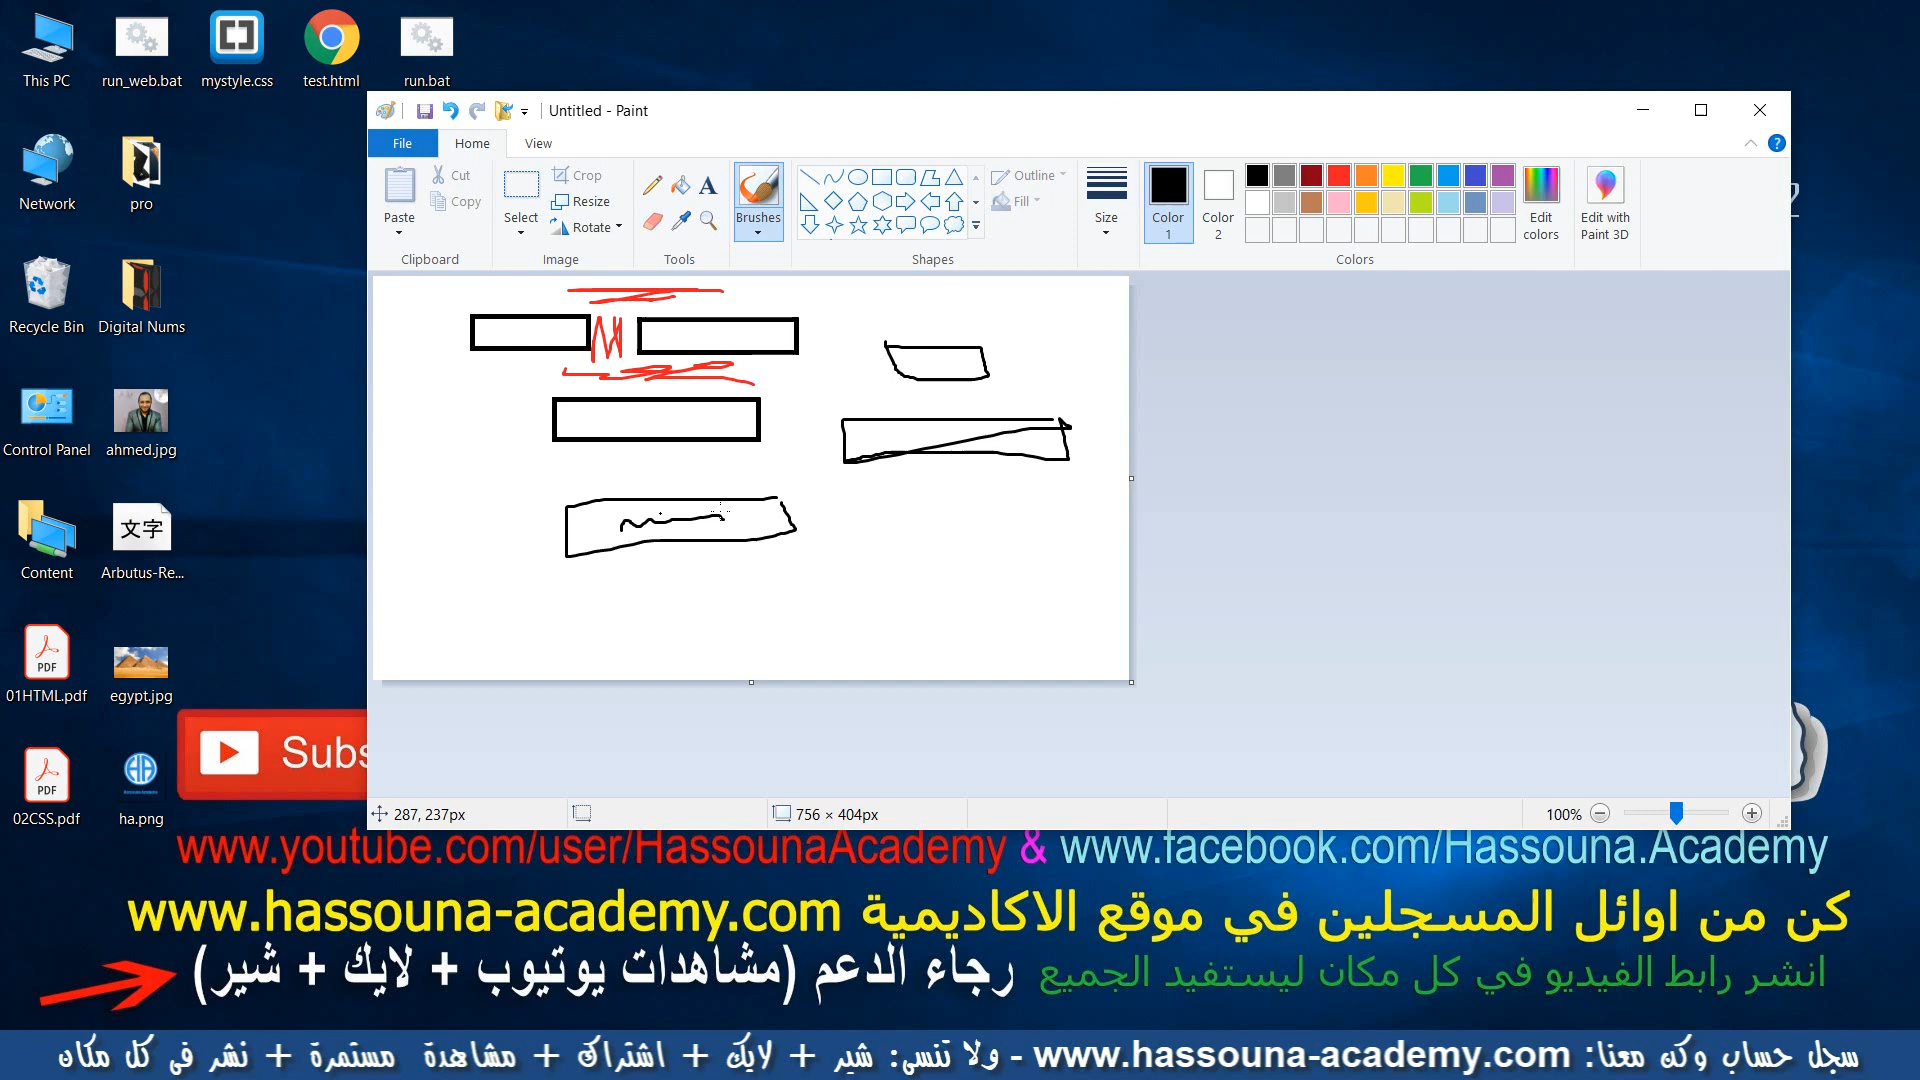 This PC
run_web.bat
mystyle.css
test.html
run.bat
Network
pro
Recycle Bin
Digital Nums
Control Panel
ahmed.jpg
Content
文字
Arbutus-Re...
PDF
01HTML.pdf
egypt.jpg
PDF
02CSS.pdf
ha.png
Untitled - Paint
File
Home
View
Paste
Cut
Copy
Clipboard
Select
Crop
Resize
Rotate
Image
A
Tools
Brushes
Shapes
Outline
Fill
Size
Color 1
Color 2
Edit colors
Colors
Edit with Paint 3D
287, 237px
756 × 404px
100%
Subs
www.youtube.com/user/HassounaAcademy & www.facebook.com/Hassouna.Academy
كن من اوائل المسجلين في موقع الاكاديمية www.hassouna-academy.com
انشر رابط الفيديو في كل مكان ليستفيد الجميع
رجاء الدعم (مشاهدات يوتيوب + لايك + شير)
سجل حساب وكن معنا: www.hassouna-academy.com - ولا تنسى: شير + لايك + اشتراك + مشاهدة مستمرة + نشر فى كل مكان